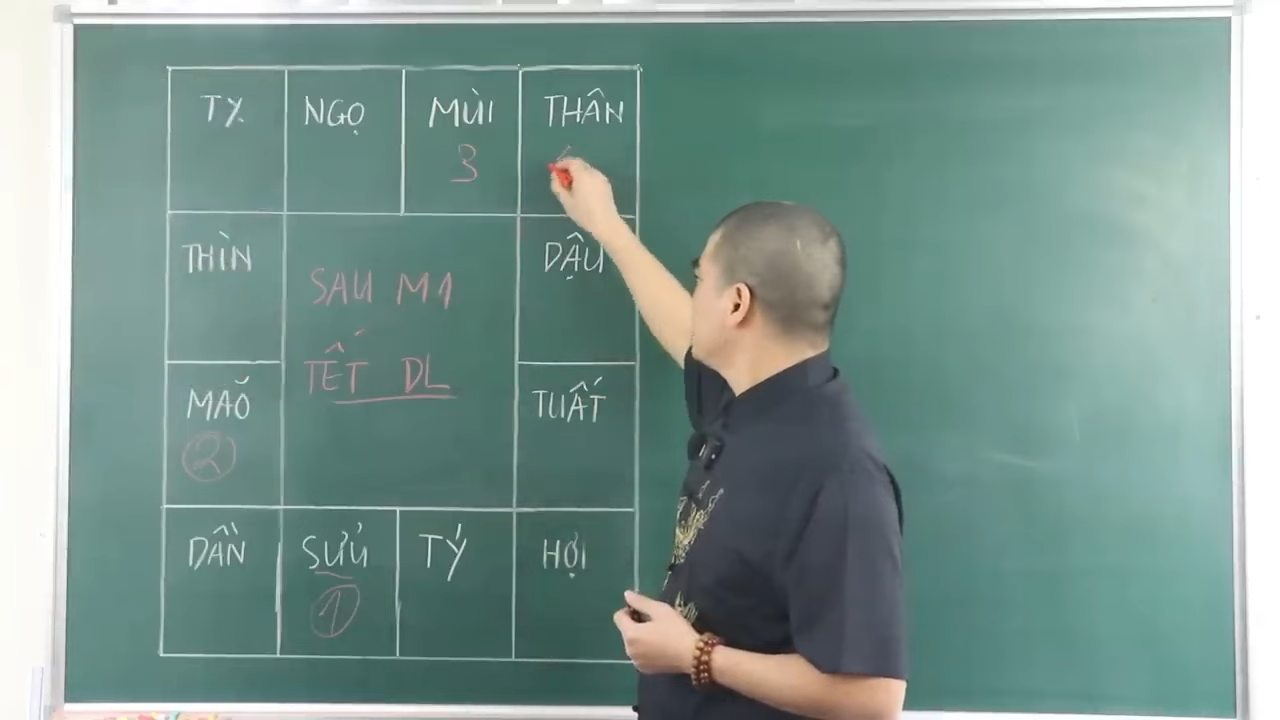 TỴ NGỌ MÙI THÂN
3
THÌN SAU M1 DẬU
TẾT DL
MÃO TUẤT
2
DẦN SỬU TÝ HỢI
1